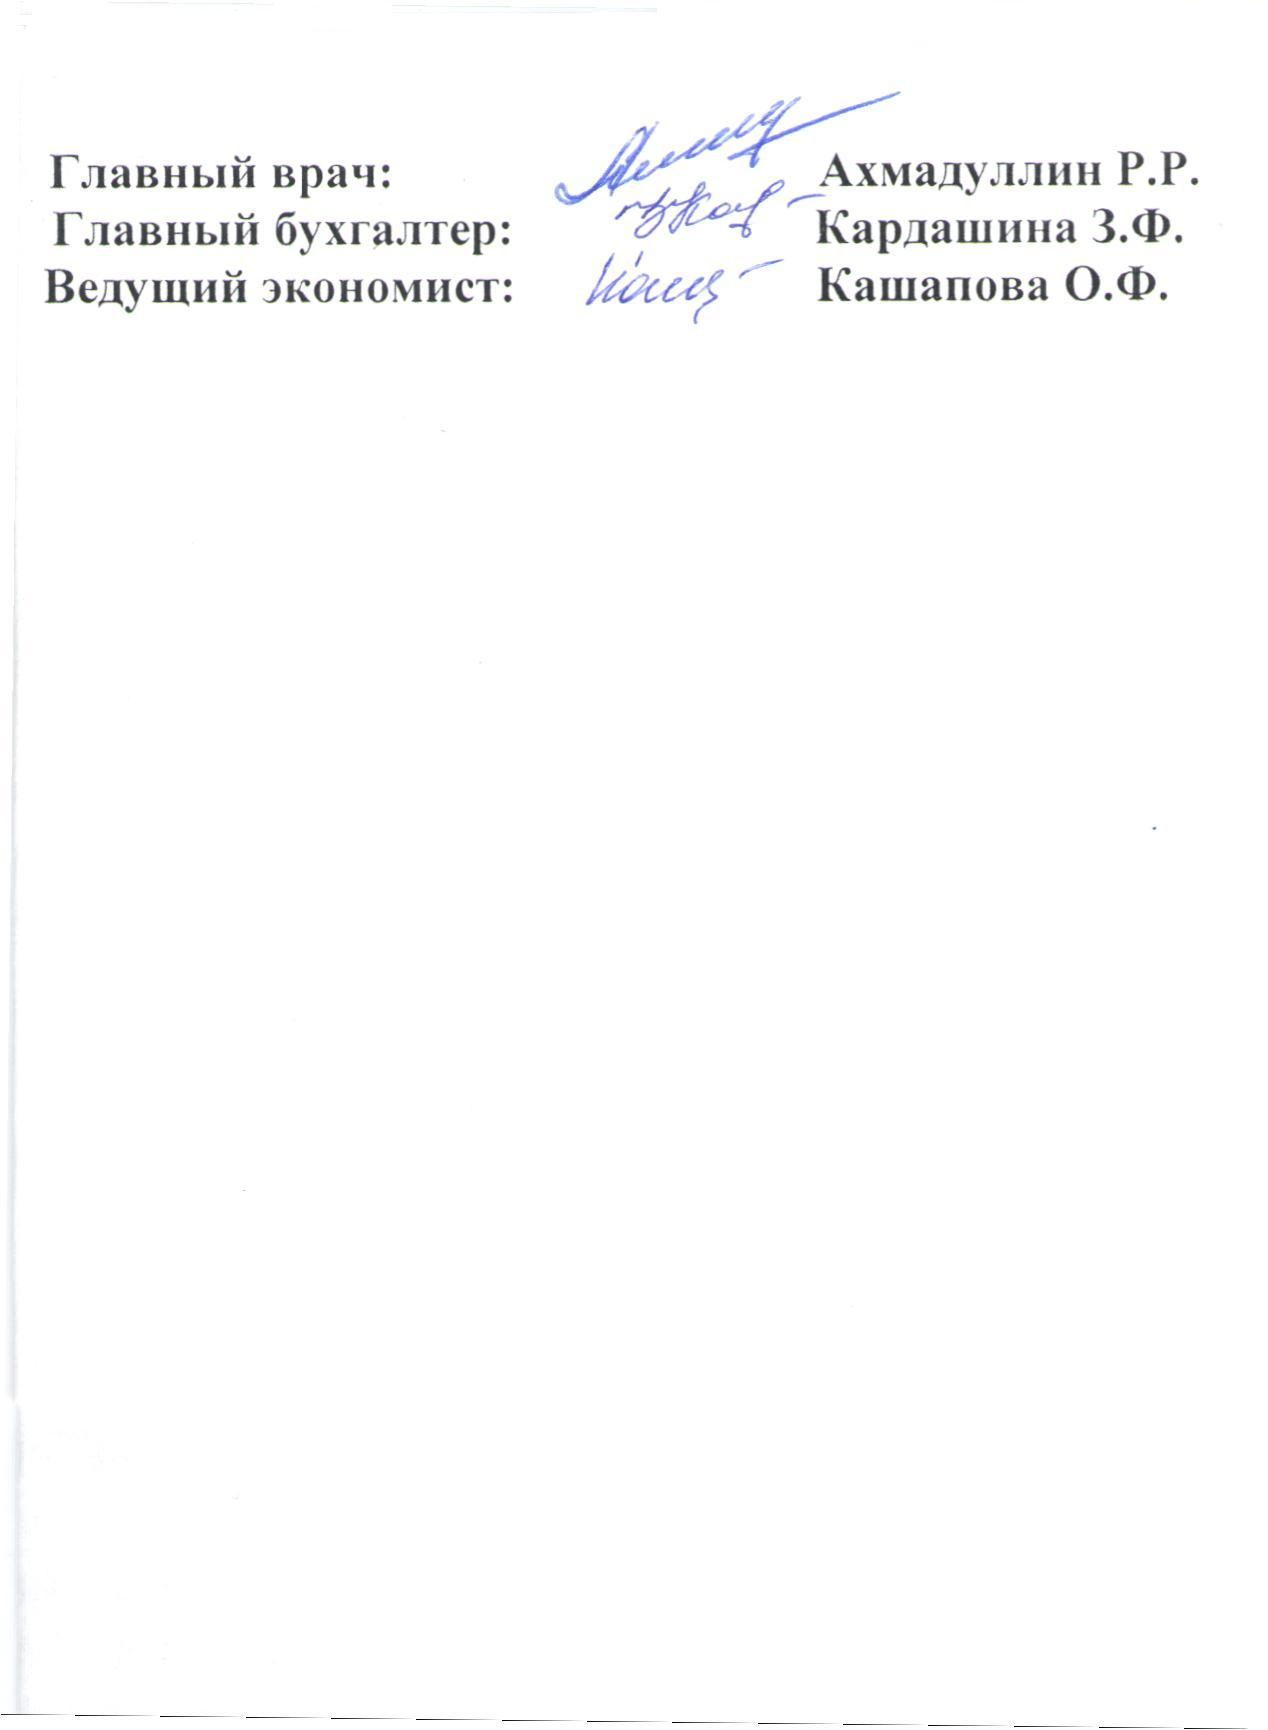 Главный врач: Ахмадуллин Р.Р.
Главный бухгалтер: Кардашина З.Ф.
Ведущий экономист: Кашапова О.Ф.